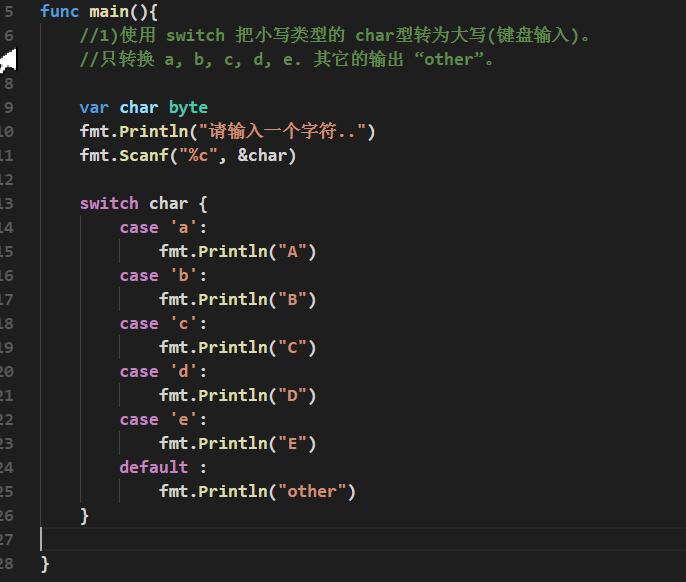 5 func main(){
6 //1)使用 switch 把小写类型的 char型转为大写(键盘输入)。
//只转换 a, b, c, d, e. 其它的输出 “other”。
8
9 var char byte
10 fmt.Println("请输入一个字符..")
11 fmt.Scanf("%c", &char)
12
13 switch char {
14 case 'a':
15 fmt.Println("A")
16 case 'b':
17 fmt.Println("B")
18 case 'c':
19 fmt.Println("C")
20 case 'd':
21 fmt.Println("D")
22 case 'e':
23 fmt.Println("E")
24 default :
25 fmt.Println("other")
26 }
27
28 }